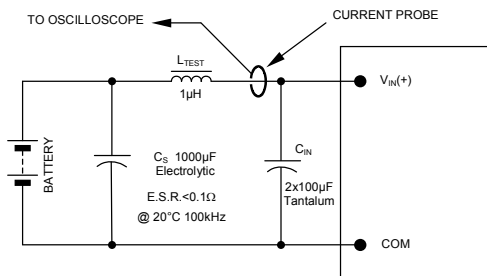 TO OSCILLOSCOPE
CURRENT PROBE
LTEST
1µH
VIN(+)
BATTERY
CS 1000µF
Electrolytic
E.S.R.<0.1Ω
@ 20°C 100kHz
CIN
2x100µF
Tantalum
COM